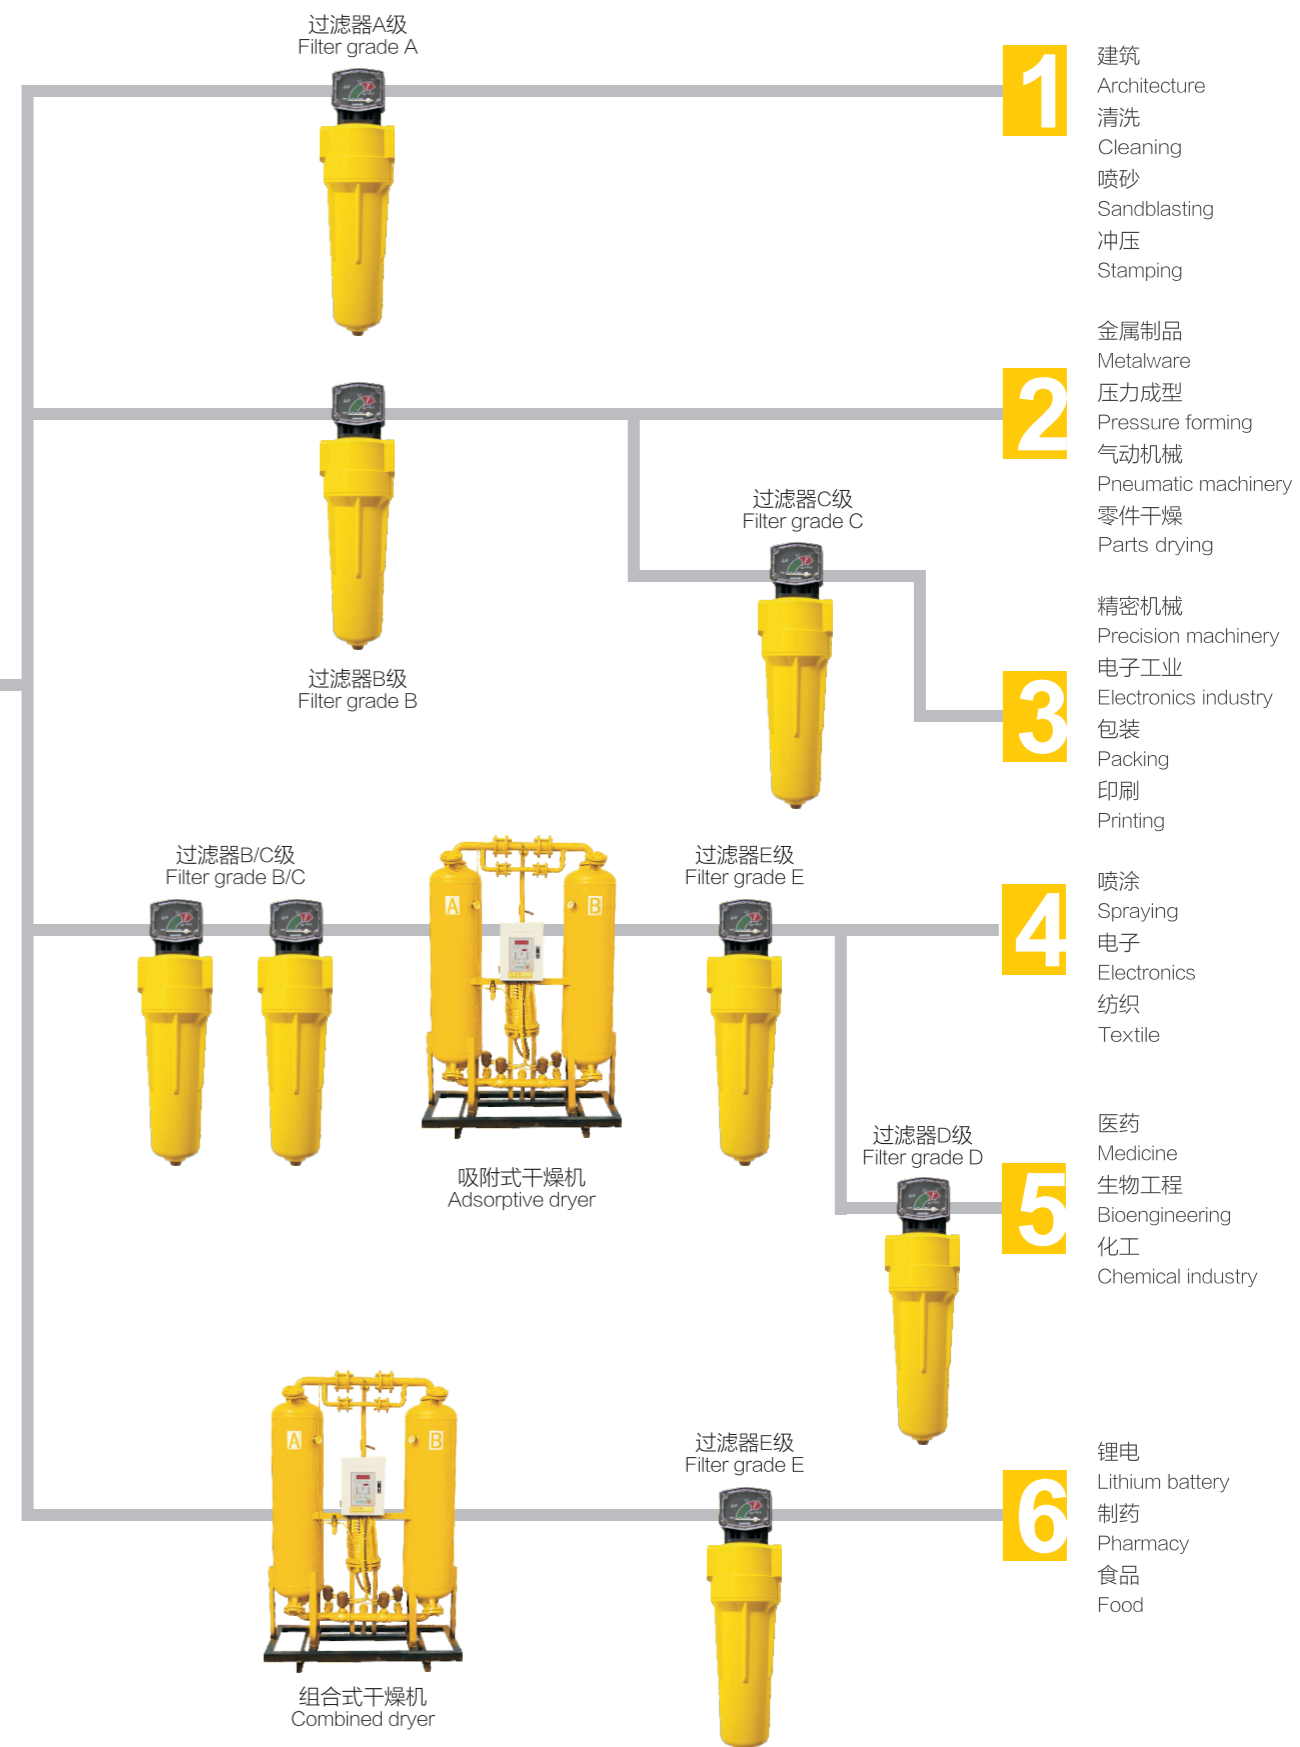 过滤器A级
Filter grade A
1
建筑
Architecture
清洗
Cleaning
喷砂
Sandblasting
冲压
Stamping
2
金属制品
Metalware
压力成型
Pressure forming
气动机械
Pneumatic machinery
零件干燥
Parts drying
过滤器C级
Filter grade C
过滤器B级
Filter grade B
3
精密机械
Precision machinery
电子工业
Electronics industry
包装
Packing
印刷
Printing
过滤器B/C级
Filter grade B/C
A
B
过滤器E级
Filter grade E
4
喷涂
Spraying
电子
Electronics
纺织
Textile
吸附式干燥机
Adsorptive dryer
过滤器D级
Filter grade D
5
医药
Medicine
生物工程
Bioengineering
化工
Chemical industry
A
B
过滤器E级
Filter grade E
6
锂电
Lithium battery
制药
Pharmacy
食品
Food
组合式干燥机
Combined dryer